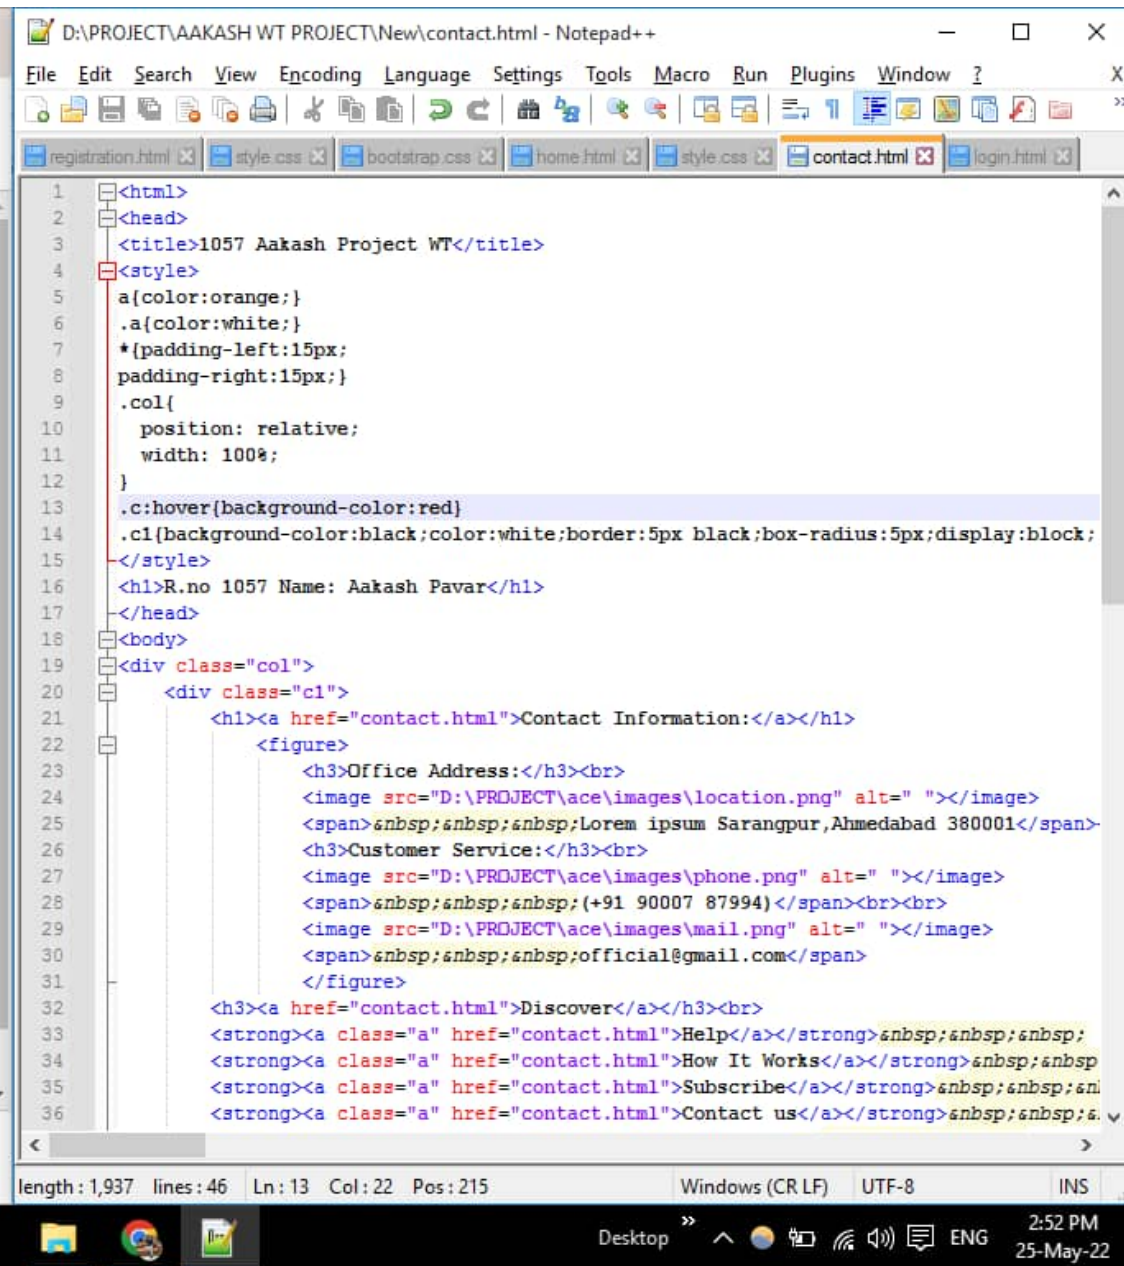 D:\PROJECT\AAKASH WT PROJECT\New\contact.html - Notepad++
File Edit Search View Encoding Language Settings Tools Macro Run Plugins Window ? X
registration.html style.css bootstrap.css home.html style.css contact.html login.html
1 <html>
2 <head>
3 <title>1057 Aakash Project WT</title>
4 <style>
5 a{color:orange;}
6 .a{color:white;}
7 *{padding-left:15px;
8 padding-right:15px;}
9 .col{
10 position: relative;
11 width: 100%;
12 }
13 .c:hover{background-color:red}
14 .c1{background-color:black;color:white;border:5px black;box-radius:5px;display:block;
15 </style>
16 <h1>R.no 1057 Name: Aakash Pavar</h1>
17 </head>
18 <body>
19 <div class="col">
20 <div class="c1">
21 <h1><a href="contact.html">Contact Information:</a></h1>
22 <figure>
23 <h3>Office Address:</h3><br>
24 <image src="D:\PROJECT\ace\images\location.png" alt=" "></image>
25 <span>&nbsp;&nbsp;&nbsp;Lorem ipsum Sarangpur,Ahmedabad 380001</span>
26 <h3>Customer Service:</h3><br>
27 <image src="D:\PROJECT\ace\images\phone.png" alt=" "></image>
28 <span>&nbsp;&nbsp;&nbsp;(+91 90007 87994)</span><br><br>
29 <image src="D:\PROJECT\ace\images\mail.png" alt=" "></image>
30 <span>&nbsp;&nbsp;&nbsp;official@gmail.com</span>
31 </figure>
32 <h3><a href="contact.html">Discover</a></h3><br>
33 <strong><a class="a" href="contact.html">Help</a></strong>&nbsp;&nbsp;&nbsp;
34 <strong><a class="a" href="contact.html">How It Works</a></strong>&nbsp;&nbsp
35 <strong><a class="a" href="contact.html">Subscribe</a></strong>&nbsp;&nbsp;&n
36 <strong><a class="a" href="contact.html">Contact us</a></strong>&nbsp;&nbsp;&
length : 1,937 lines : 46 Ln : 13 Col : 22 Pos : 215 Windows (CR LF) UTF-8 INS
Desktop ENG 2:52 PM
25-May-22